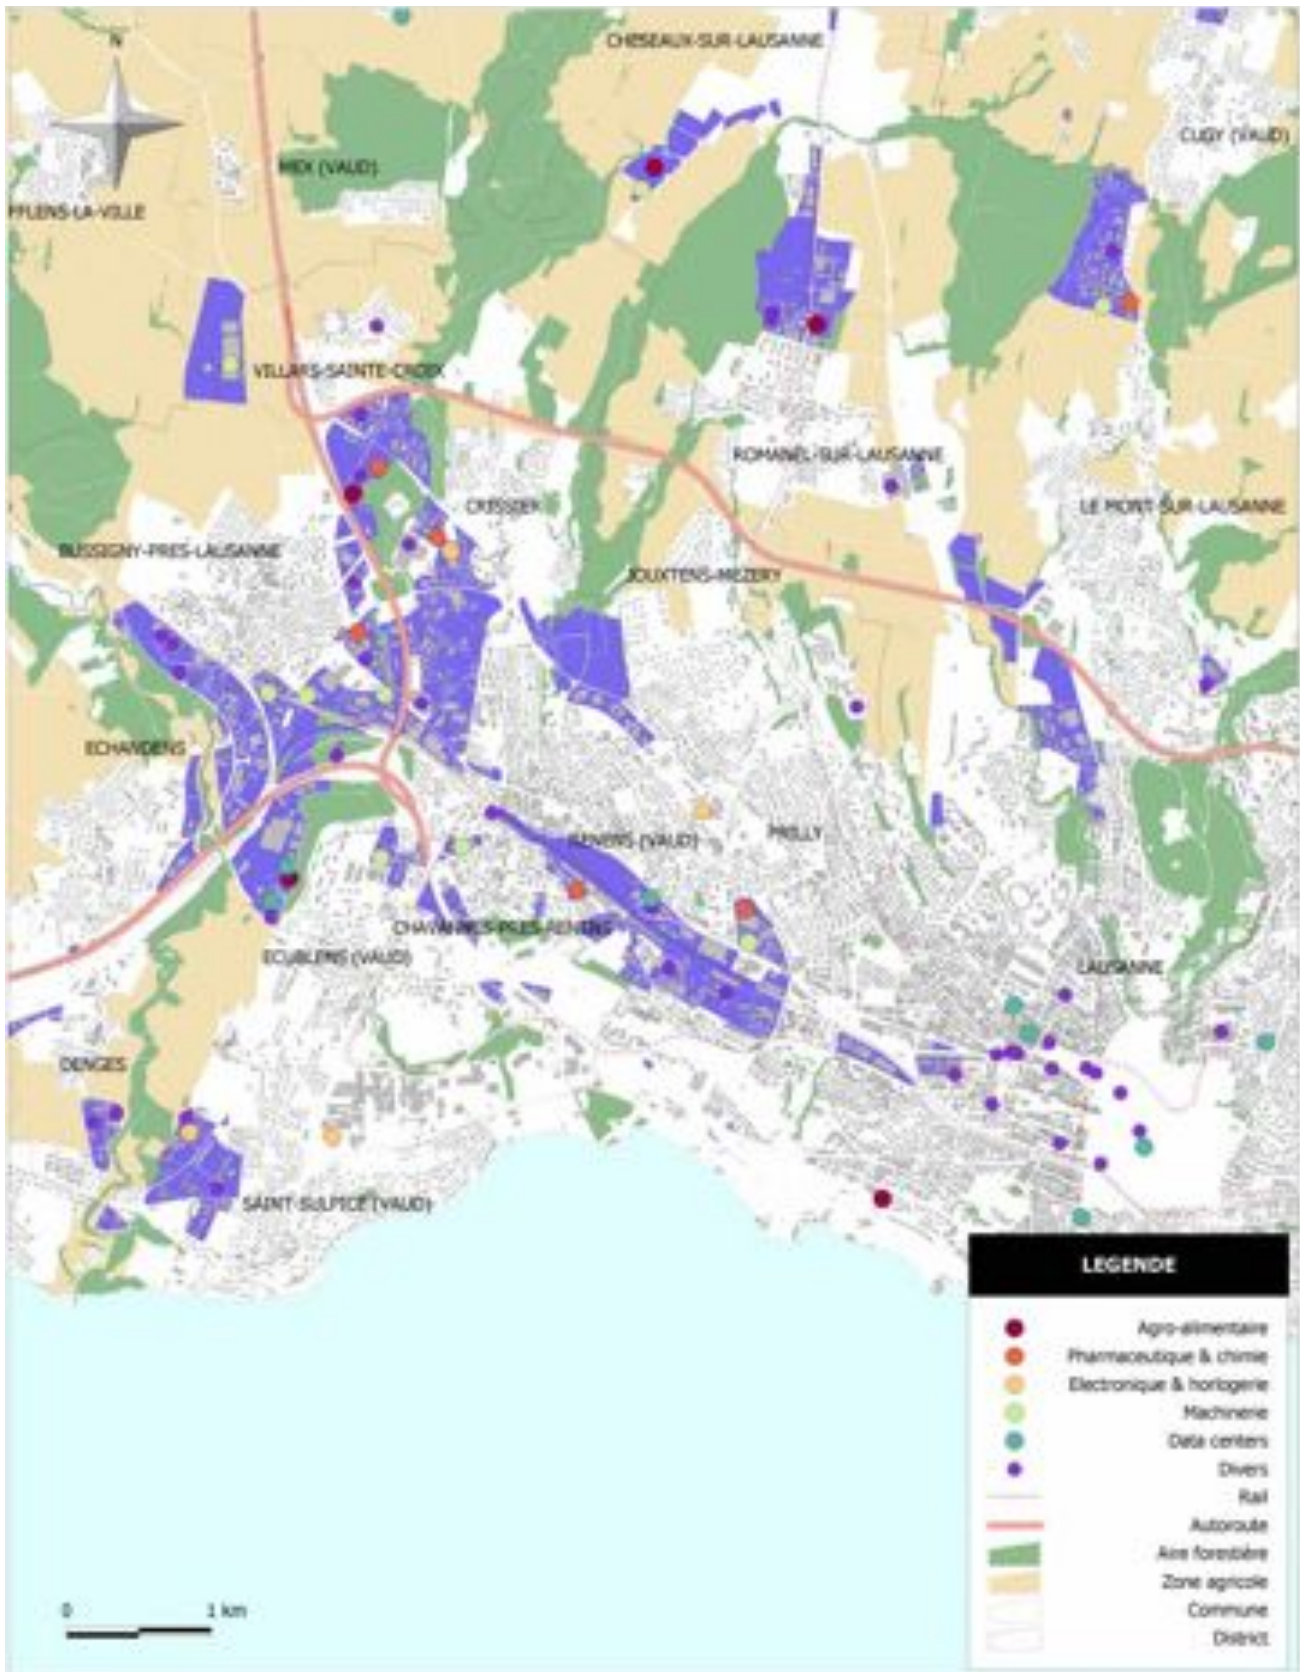 CHESEAUX-SUR-LAUSANNE
N
CUGY (VAUD)
MEX (VAUD)
FFLENS-LA-VILLE
VILLARS-SAINTE-CROIX
ROMANEL-SUR-LAUSANNE
CRISSIER
LE MONT-SUR-LAUSANNE
BUSSIGNY-PRES-LAUSANNE
JOUXTENS-MEZERY
ECHANDENS
RENENS (VAUD)
PRILLY
CHAVANNES-PRES-RENENS
ECUBLENS (VAUD)
LAUSANNE
DENGES
SAINT-SULPICE (VAUD)
LEGENDE
Agro-alimentaire
Pharmaceutique & chimie
Electronique & horlogerie
Machinerie
Data centers
Divers
Rail
Autoroute
Aire forestière
Zone agricole
Commune
District
0 1 km